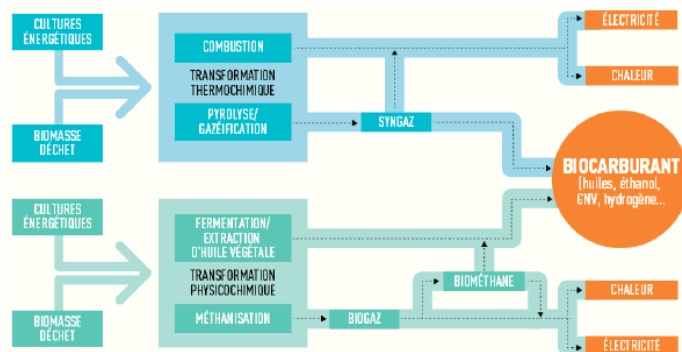 CULTURES
ÉNERGÉTIQUES
BIOMASSE
DÉCHET
COMBUSTION
TRANSFORMATION
THERMOCHIMIQUE
PYROLYSE/
GAZÉIFICATION
SYNGAZ
ÉLECTRICITÉ
CHALEUR
BIOCARBURANT
(huiles, éthanol,
GNV, hydrogène...
CULTURES
ÉNERGÉTIQUES
BIOMASSE
DÉCHET
FERMENTATION/
EXTRACTION
D'HUILE VÉGÉTALE
TRANSFORMATION
PHYSICOCHIMIQUE
MÉTHANISATION
BIOGAZ
BIOMÉTHANE
CHALEUR
ÉLECTRICITÉ